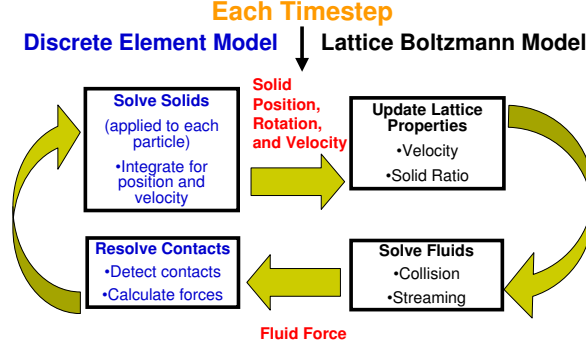 Each Timestep
Discrete Element Model
Lattice Boltzmann Model
Solve Solids
(applied to each
particle)
•Integrate for
position and
velocity
Solid
Position,
Rotation,
and Velocity
Update Lattice
Properties
•Velocity
•Solid Ratio
Resolve Contacts
•Detect contacts
•Calculate forces
Solve Fluids
•Collision
•Streaming
Fluid Force